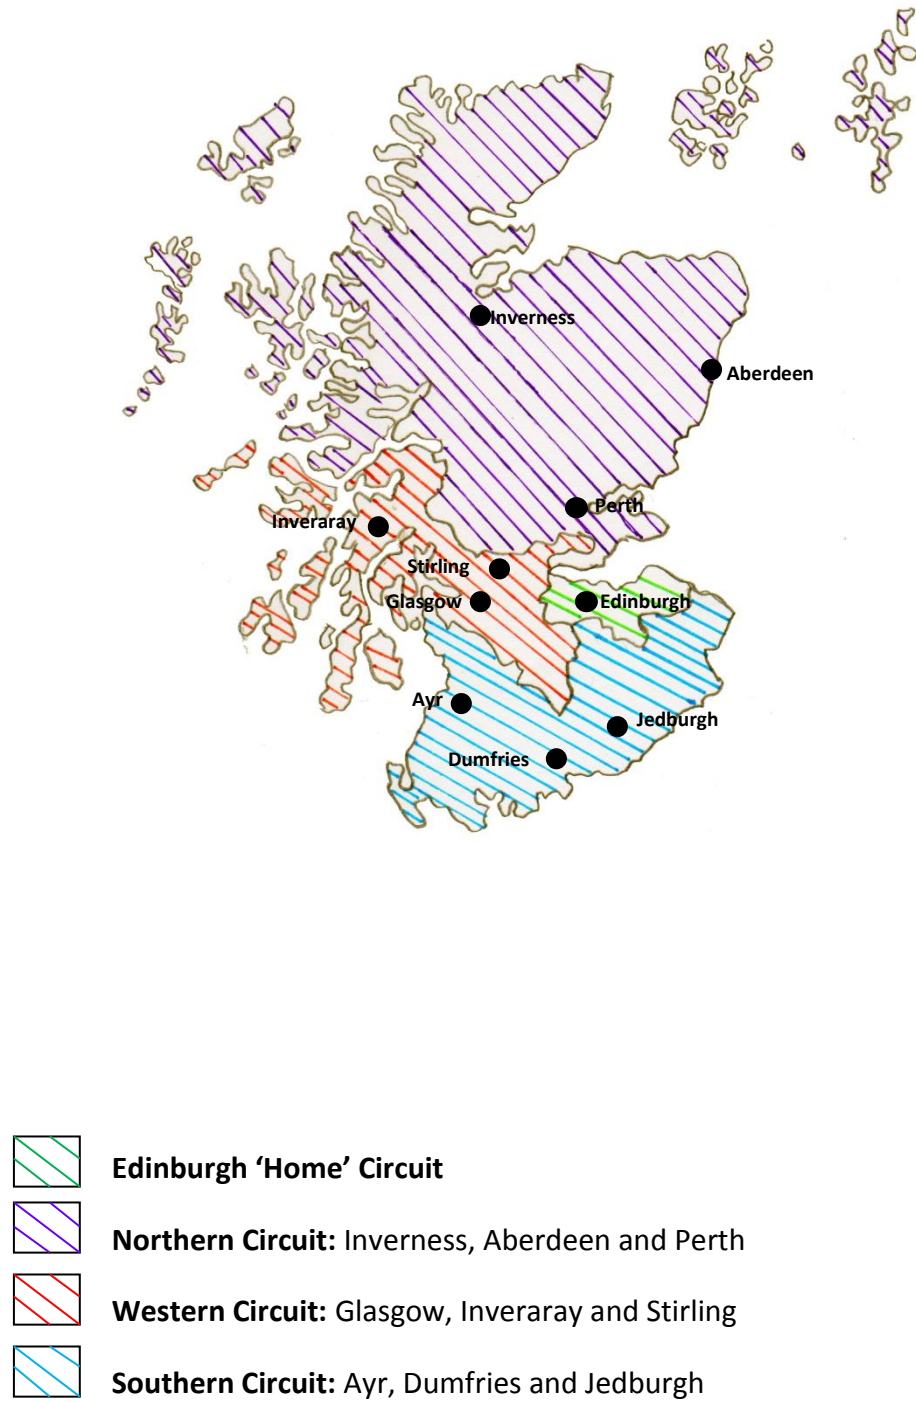 Inverness
Aberdeen
Perth
Inveraray
Stirling
Glasgow
Edinburgh
Ayr
Jedburgh
Dumfries
Edinburgh ‘Home’ Circuit
Northern Circuit: Inverness, Aberdeen and Perth
Western Circuit: Glasgow, Inveraray and Stirling
Southern Circuit: Ayr, Dumfries and Jedburgh